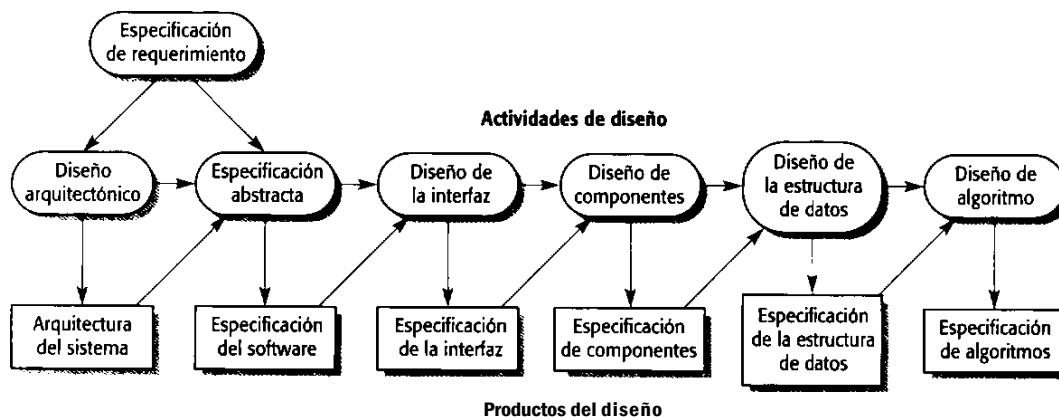 Especificación
de requerimiento
Actividades de diseño
Diseño
arquitectónico
Especificación
abstracta
Diseño de
la interfaz
Diseño de
componentes
Diseño de
la estructura
de datos
Diseño de
algoritmo
Arquitectura
del sistema
Especificación
del software
Especificación
de la interfaz
Especificación
de componentes
Especificación
de la estructura
de datos
Especificación
de algoritmos
Productos del diseño